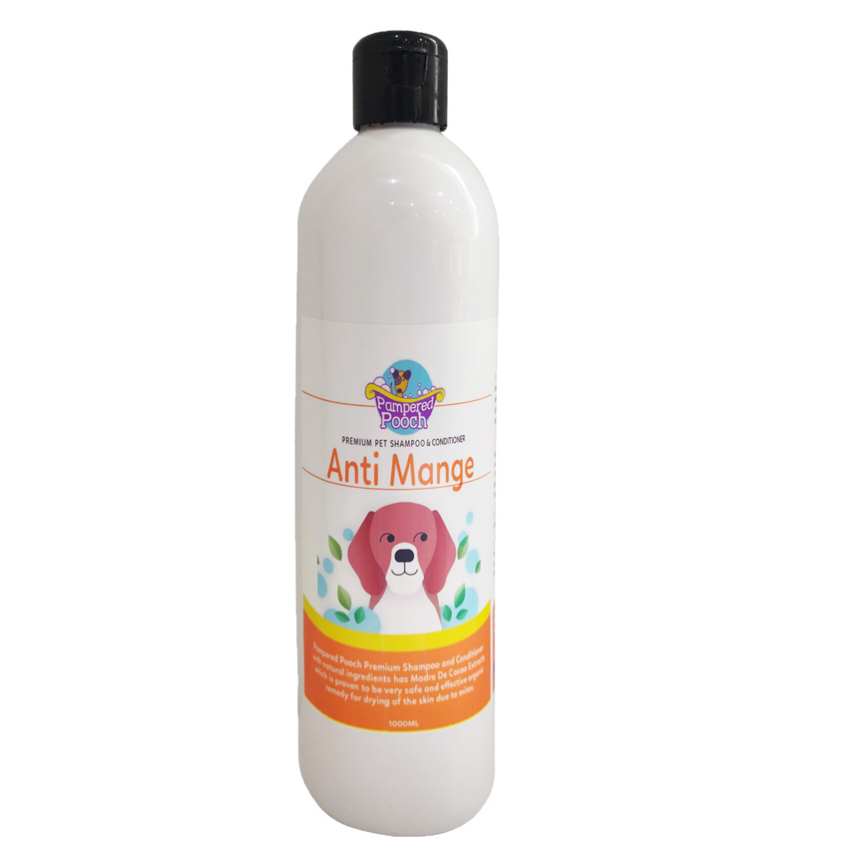 Pampered
Pooch
PREMIUM PET SHAMPOO & CONDITIONER
Anti Mange
Pampered Pooch Premium Shampoo and Conditioner
with natural ingredients has Madre De Cacao Extracts
which is proven to be very safe and effective organic
remedy for drying of the skin due to mites
1000ML